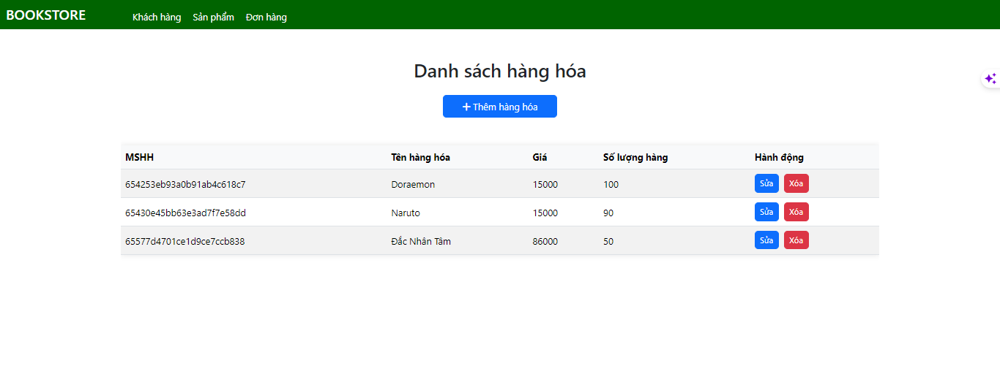 BOOKSTORE Khách hàng Sản phẩm Đơn hàng
Danh sách hàng hóa
+ Thêm hàng hóa
MSHH Tên hàng hóa Giá Số lượng hàng Hành động
654253eb93a0b91ab4c618c7 Doraemon 15000 100 Sửa Xóa
65430e45bb63e3ad7f7e58dd Naruto 15000 90 Sửa Xóa
65577d4701ce1d9ce7ccb838 Đắc Nhân Tâm 86000 50 Sửa Xóa